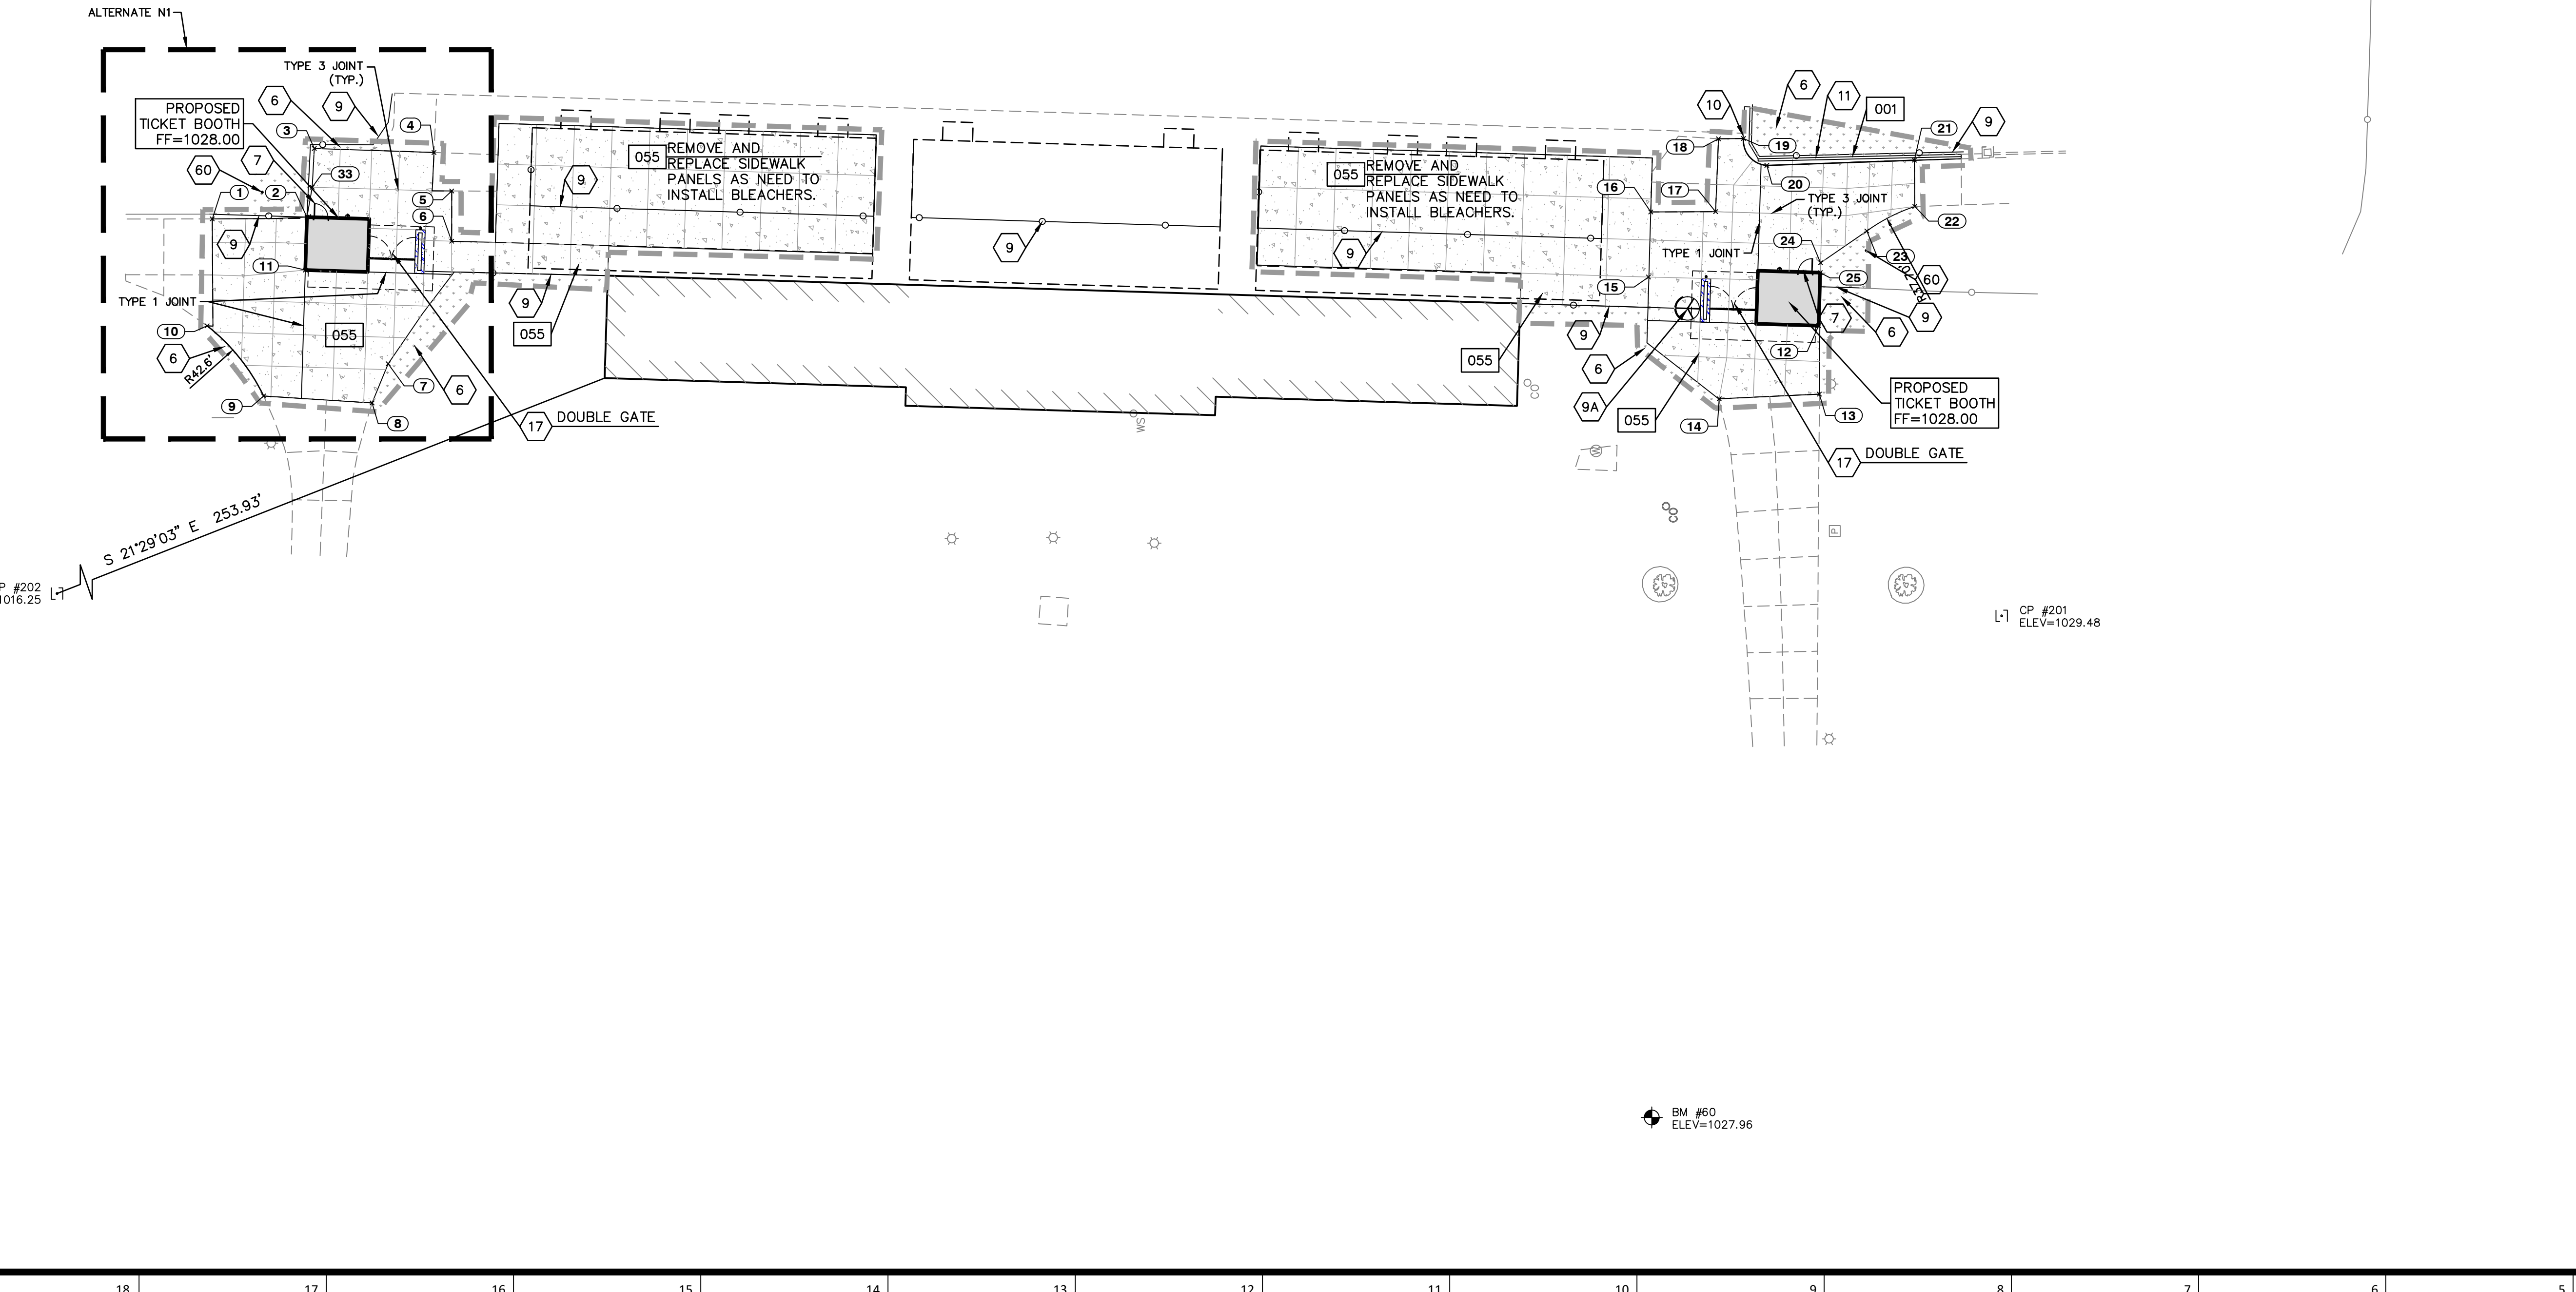 ALTERNATE N1
TYPE 3 JOINT
(TYP.)
PROPOSED
TICKET BOOTH
FF=1028.00
6
9
3
4
7
60
33
1
2
5
6
9
11
TYPE 1 JOINT
10
055
6
R42.6'
7
6
9
8
17
DOUBLE GATE
055
REMOVE AND
REPLACE SIDEWALK
PANELS AS NEED TO
INSTALL BLEACHERS.
9
9
055
9
055
REMOVE AND
REPLACE SIDEWALK
PANELS AS NEED TO
INSTALL BLEACHERS.
9
10
6
11
001
21
9
18
19
16
17
20
TYPE 3 JOINT
(TYP.)
22
24
TYPE 1 JOINT
23
60
25
15
7
6
9
9
12
055
6
9A
055
14
13
PROPOSED
TICKET BOOTH
FF=1028.00
17
DOUBLE GATE
CO
WS
W
CO
P
S 21°29'03" E 253.93'
P #202
1016.25
CP #201
ELEV=1029.48
BM #60
ELEV=1027.96
18
17
16
15
14
13
12
11
10
9
8
7
6
5